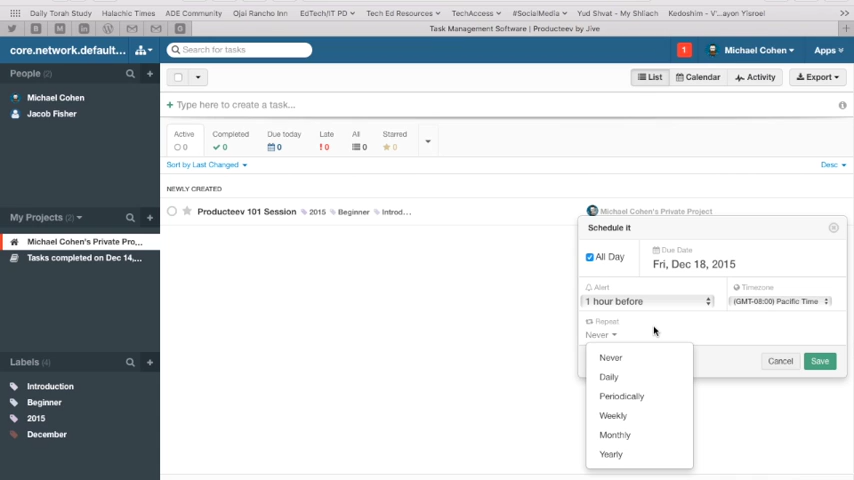 Daily Torah Study Halachic Times ADE Community Ojai Rancho Inn EdTech/IT PD Tech Ed Resources TechAccess #SocialMedia Yud Shvat - My Shliach Kedoshim - V'...ayon Yisroel
Task Management Software | Producteev by Jive
core.network.default...
Search for tasks
1
Michael Cohen
Apps
People (2)
Michael Cohen
Jacob Fisher
List
Calendar
Activity
Export
+ Type here to create a task...
Active Completed Due today Late All Starred
0 0 0 !0 0 0
Sort by Last Changed
Desc
NEWLY CREATED
Producteev 101 Session 2015 Beginner Introd...
Michael Cohen's Private Project
My Projects (2)
Michael Cohen's Private Pro...
Tasks completed on Dec 14,...
Labels (4)
Introduction
Beginner
2015
December
Schedule it
All Day
Due Date
Fri, Dec 18, 2015
Alert
1 hour before
Timezone
(GMT-08:00) Pacific Time
Repeat
Never
Never
Daily
Periodically
Weekly
Monthly
Yearly
Cancel
Save